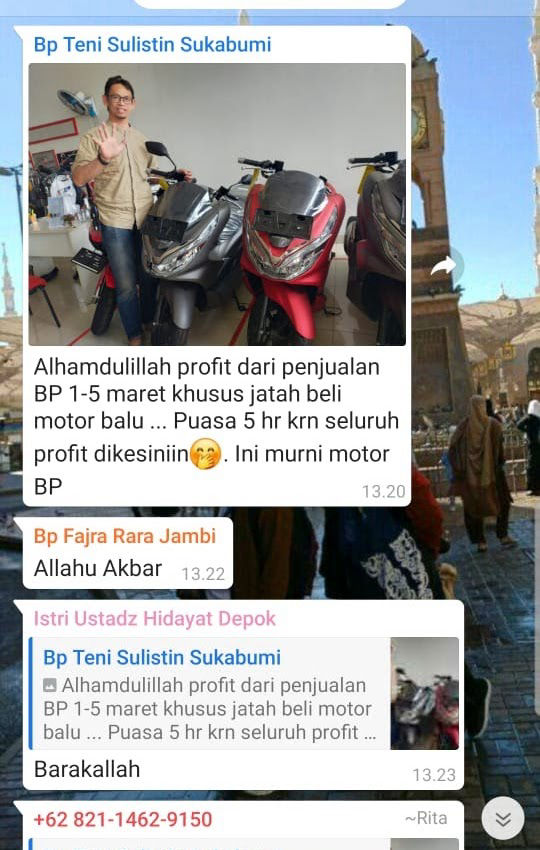 Bp Teni Sulistin Sukabumi
Alhamdulillah profit dari penjualan
BP 1-5 maret khusus jatah beli
motor balu ... Puasa 5 hr krn seluruh
profit dikesiniin🤭. Ini murni motor
BP
13.20
Bp Fajra Rara Jambi
Allahu Akbar 13.22
Istri Ustadz Hidayat Depok
Bp Teni Sulistin Sukabumi
Alhamdulillah profit dari penjualan
BP 1-5 maret khusus jatah beli motor
balu ... Puasa 5 hr krn seluruh profit ...
Barakallah
13.23
+62 821-1462-9150 ~Rita